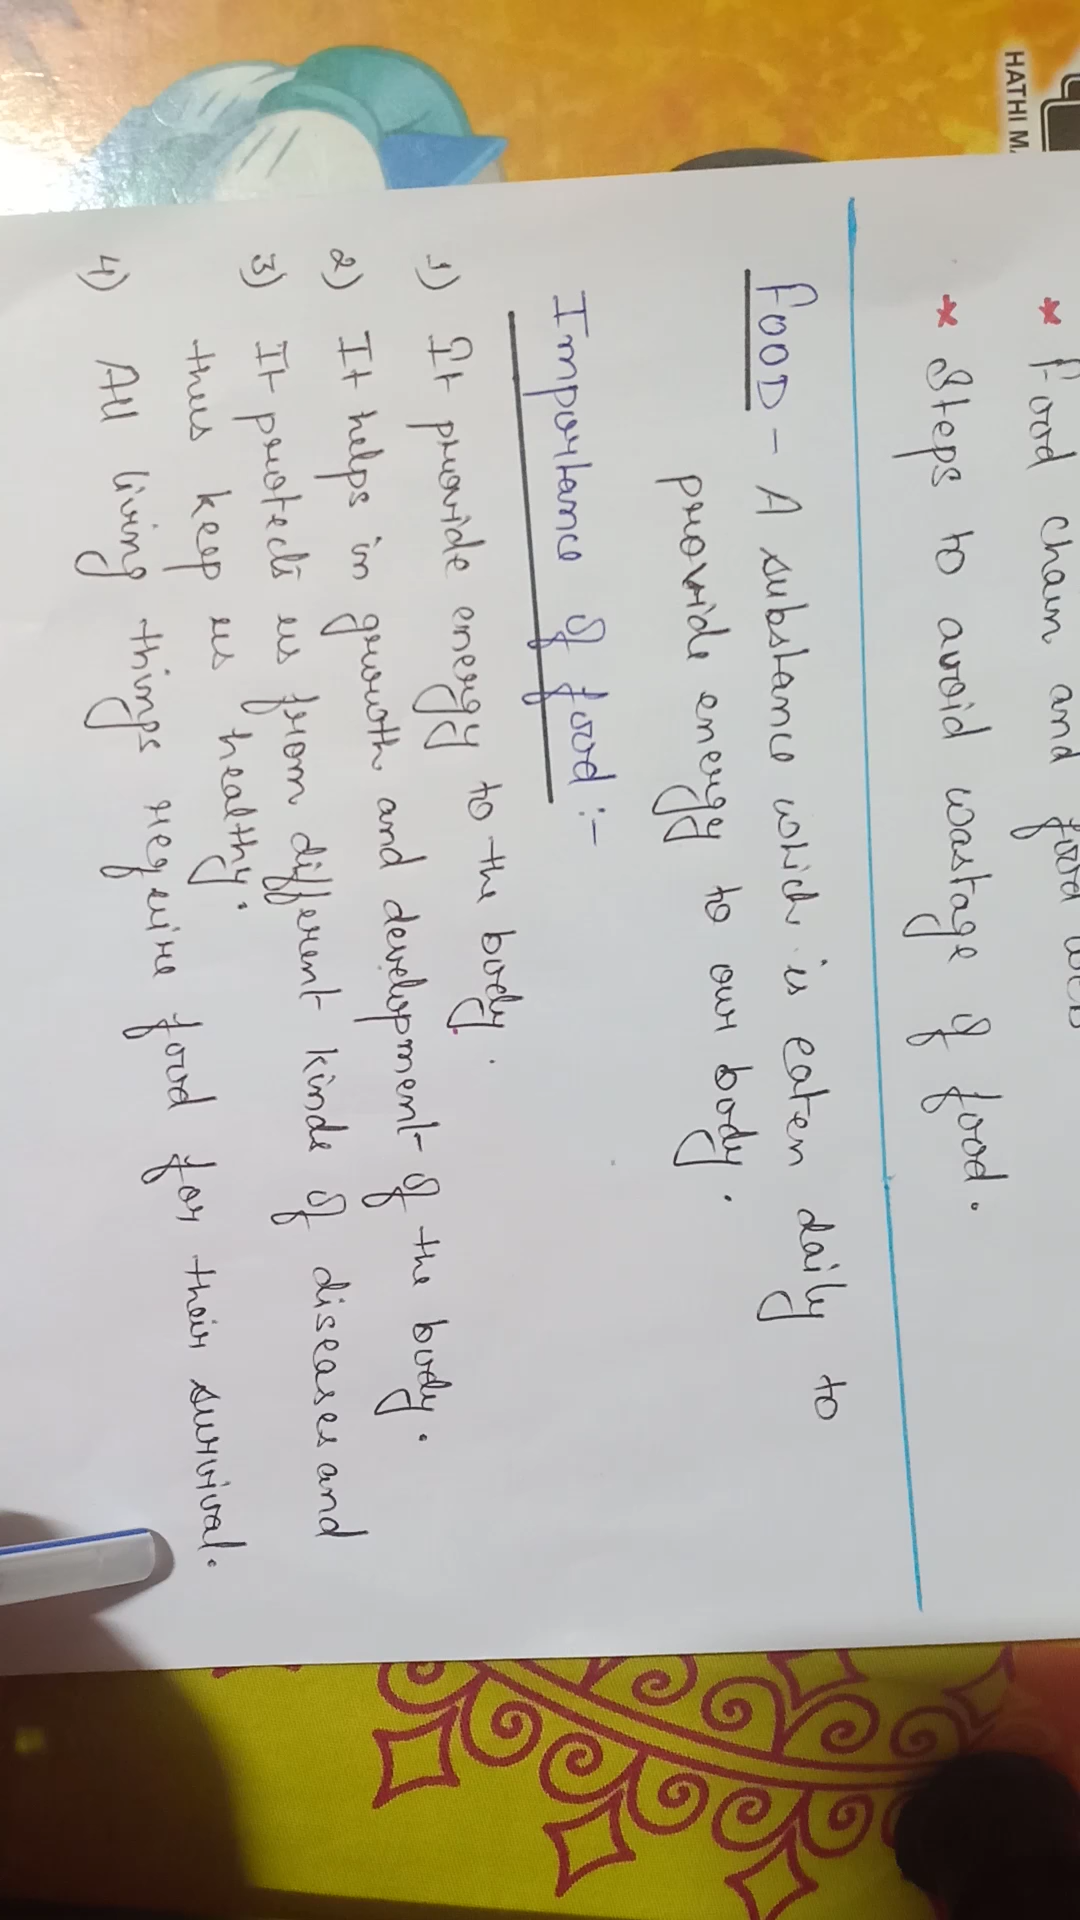 HATHI
* Food chain and food web
* Steps to avoid wastage of food.
FOOD - A substance which is eaten daily to
provide energy to our body.
Importance of food :-
1) It provide energy to the body.
2) It helps in growth and development of the body.
3) It protects us from different kinds of diseases and
thus keep us healthy.
4) All living things require food for their survival.